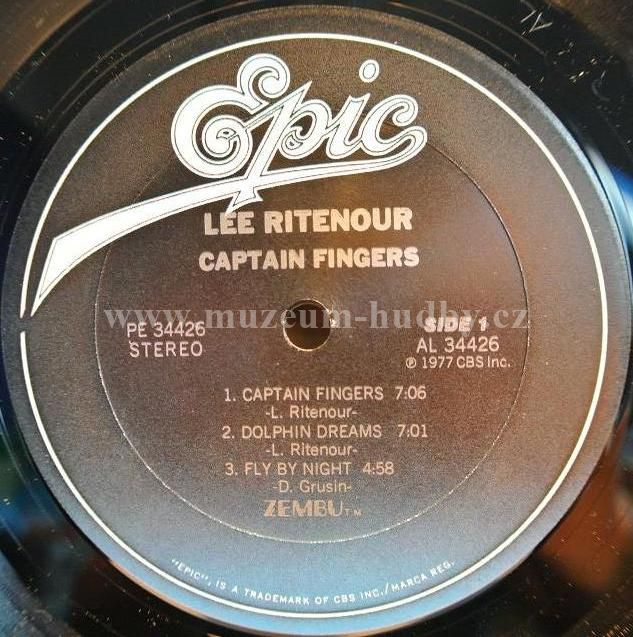 Epic
LEE RITENOUR
CAPTAIN FINGERS
www.muzeum-hudby.cz
PE 34426
STEREO
SIDE 1
AL 34426
℗ 1977 CBS Inc.
1. CAPTAIN FINGERS 7:06
-L. Ritenour-
2. DOLPHIN DREAMS 7:01
-L. Ritenour-
3. FLY BY NIGHT 4:58
-D. Grusin-
ZEMBU™
"EPIC", IS A TRADEMARK OF CBS INC./MARCA REG.